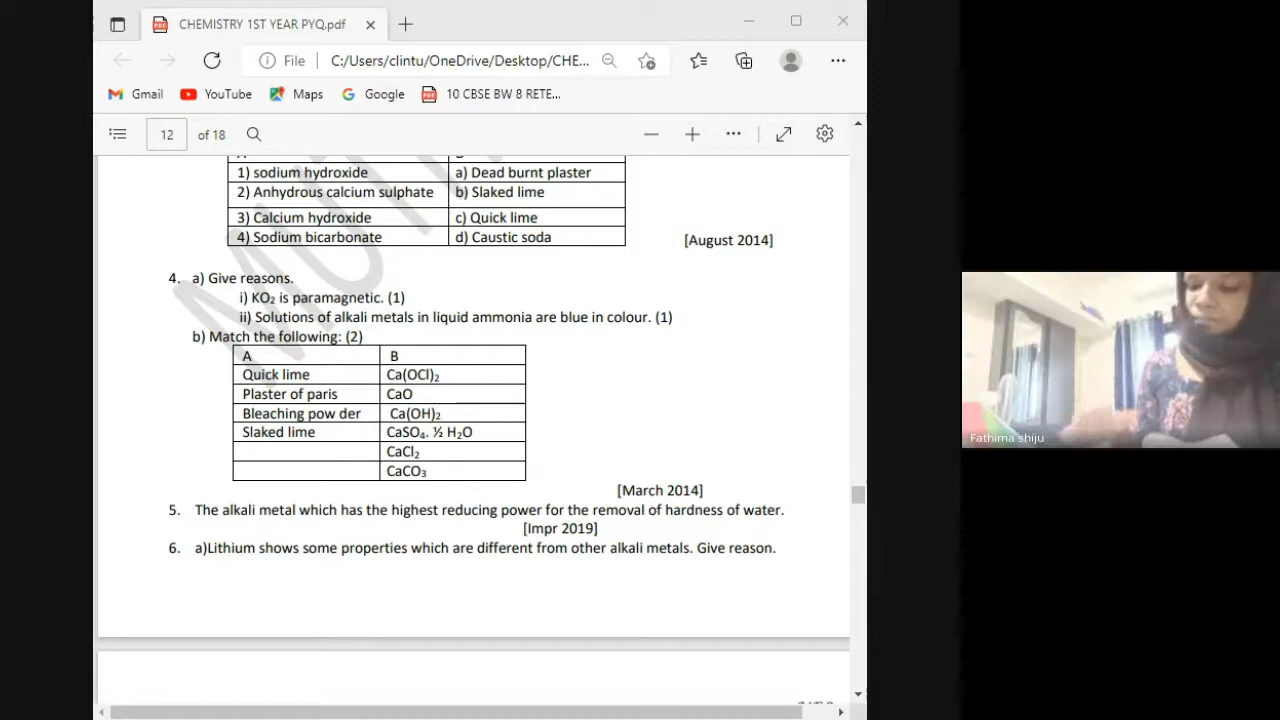 CHEMISTRY 1ST YEAR PYQ.pdf
File C:/Users/clintu/OneDrive/Desktop/CHE...
Gmail YouTube Maps Google 10 CBSE BW 8 RETE...
12 of 18
1) sodium hydroxide a) Dead burnt plaster
2) Anhydrous calcium sulphate b) Slaked lime
3) Calcium hydroxide c) Quick lime
4) Sodium bicarbonate d) Caustic soda
[August 2014]
4. a) Give reasons.
i) KO₂ is paramagnetic. (1)
ii) Solutions of alkali metals in liquid ammonia are blue in colour. (1)
b) Match the following: (2)
A B
Quick lime Ca(OCl)₂
Plaster of paris CaO
Bleaching pow der Ca(OH)₂
Slaked lime CaSO₄. ½ H₂O
CaCl₂
CaCO₃
[March 2014]
5. The alkali metal which has the highest reducing power for the removal of hardness of water.
[Impr 2019]
6. a)Lithium shows some properties which are different from other alkali metals. Give reason.
Fathima shiju